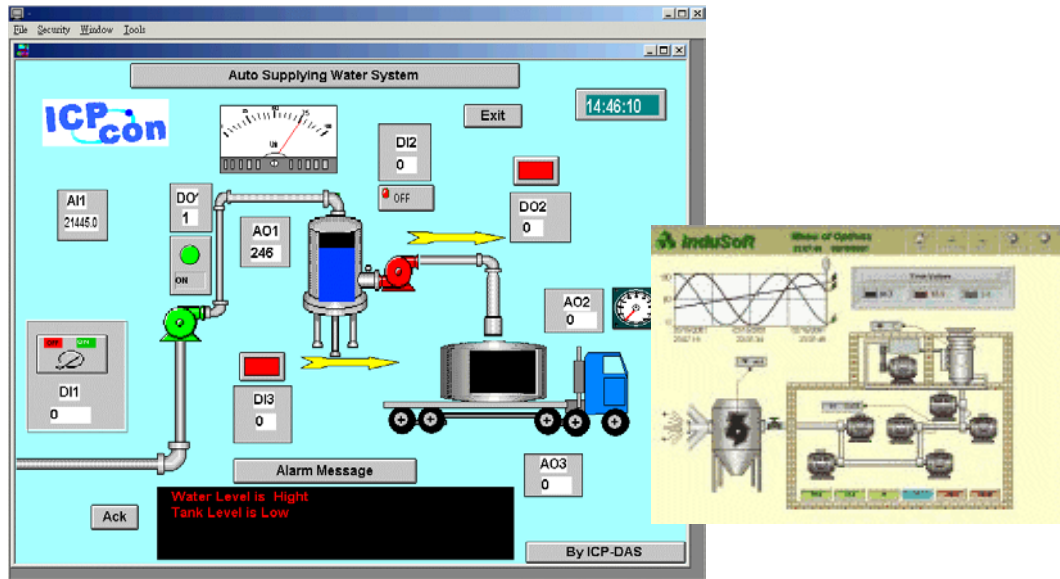 File Security Window Tools
Auto Supplying Water System
ICP con
Exit
14:46:10
DI2
0
OFF
AI1
21445.0
DO'
1
ON
AO1
246
DO2
0
AO2
0
OFF ON
DI1
0
DI3
0
Alarm Message
Water Level is Hight
Tank Level is Low
Ack
AO3
0
By ICP-DAS
InduSoft